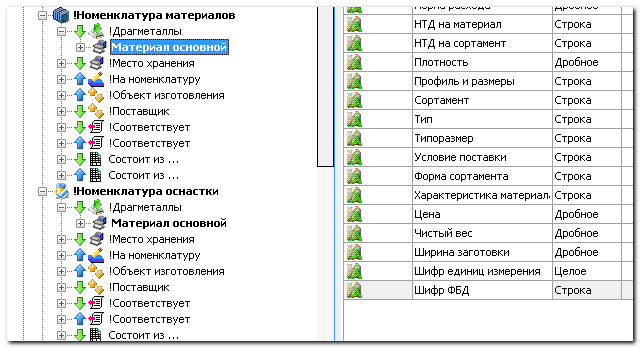 !Номенклатура материалов
!Драгметаллы
Материал основной
!Место хранения
!На номенклатуру
!Объект изготовления
!Поставщик
!Соответствует
!Соответствует
Состоит из ...
Состоит из ...
!Номенклатура оснастки
!Драгметаллы
Материал основной
!Место хранения
!На номенклатуру
!Объект изготовления
!Поставщик
!Соответствует
!Соответствует
Состоит из ...
Норма расхода Дробное
НТД на материал Строка
НТД на сортамент Строка
Плотность Дробное
Профиль и размеры Строка
Сортамент Строка
Тип Строка
Типоразмер Строка
Условие поставки Строка
Форма сортамента Строка
Характеристика материала Строка
Цена Дробное
Чистый вес Дробное
Ширина заготовки Дробное
Шифр единиц измерения Целое
Шифр ФБД Строка